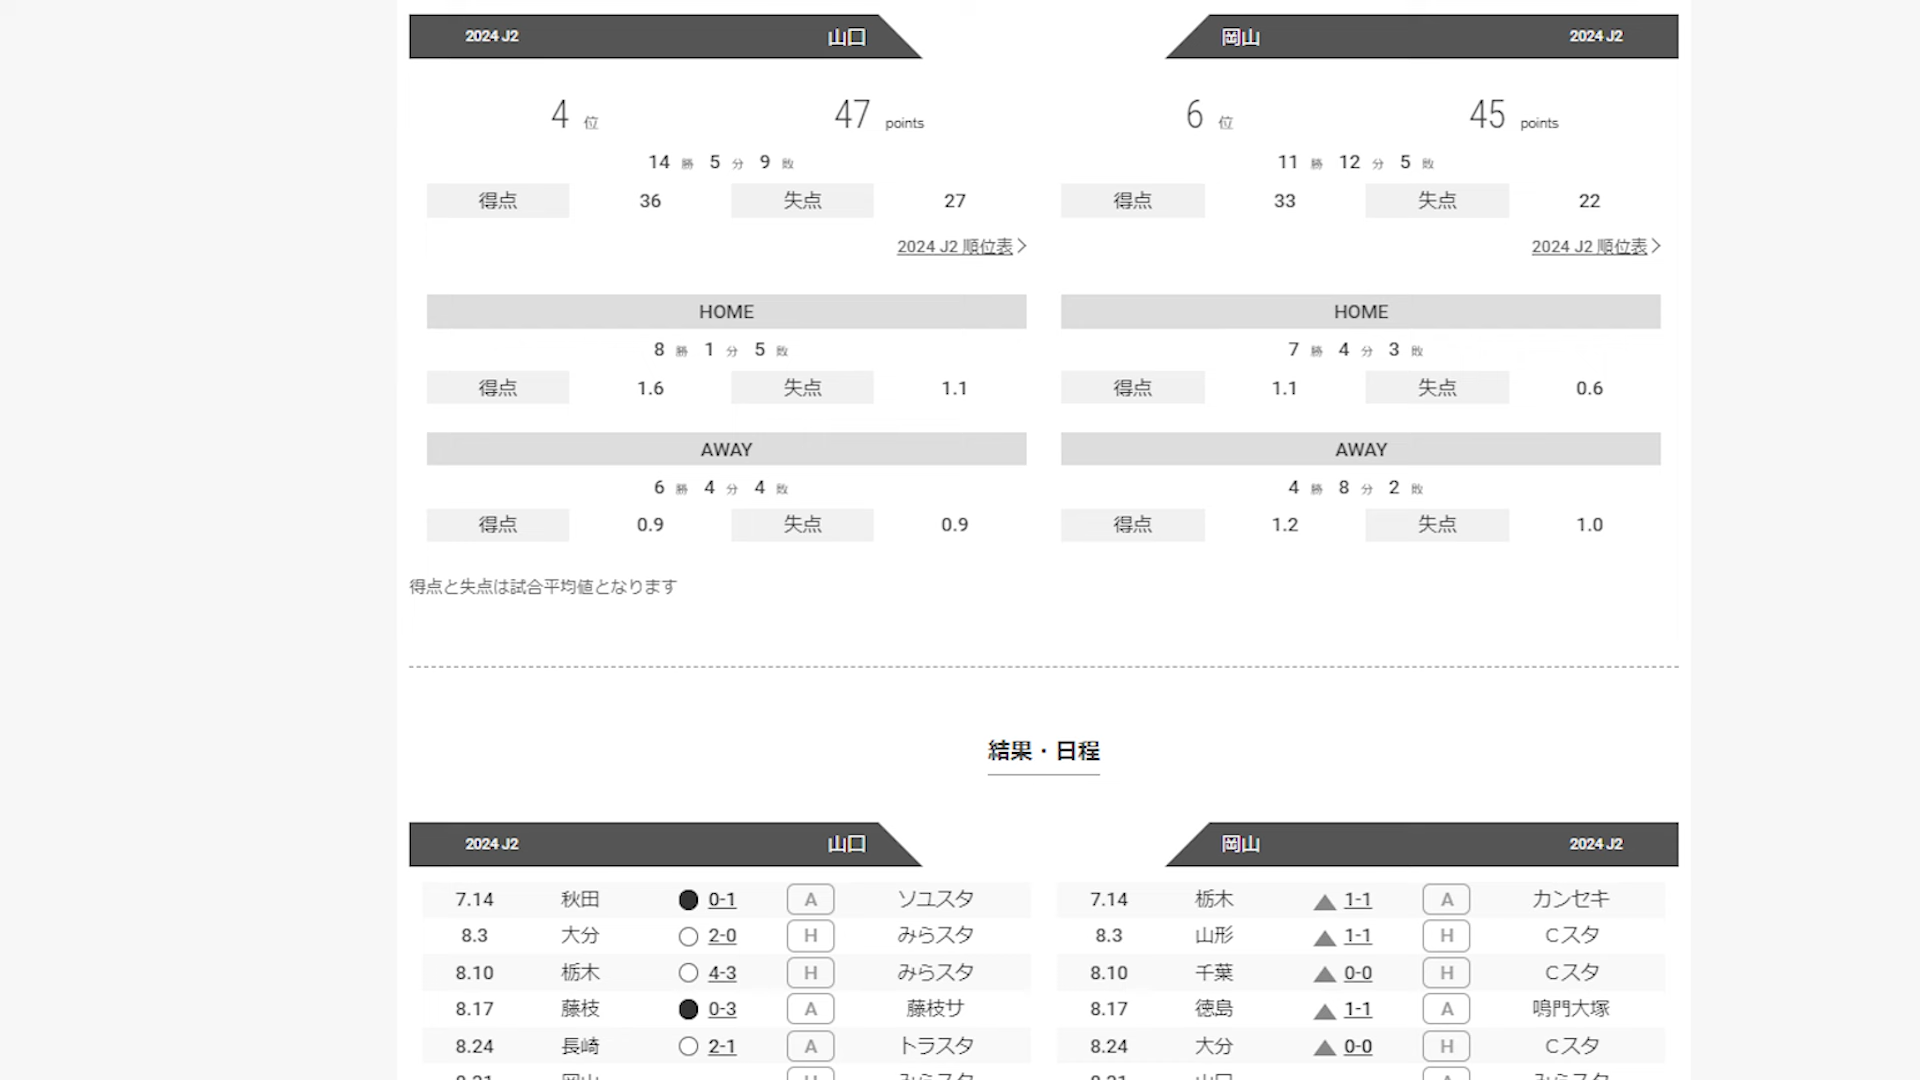 2024 J2 山口
岡山 2024 J2
4 位 47 points
6 位 45 points
14 勝 5 分 9 敗
11 勝 12 分 5 敗
得点 36 失点 27
得点 33 失点 22
2024 J2 順位表
2024 J2 順位表
HOME
HOME
8 勝 1 分 5 敗
7 勝 4 分 3 敗
得点 1.6 失点 1.1
得点 1.1 失点 0.6
AWAY
AWAY
6 勝 4 分 4 敗
4 勝 8 分 2 敗
得点 0.9 失点 0.9
得点 1.2 失点 1.0
得点と失点は試合平均値となります
結果・日程
2024 J2 山口
岡山 2024 J2
7.14 秋田 ● 0-1 A ソユスタ
7.14 栃木 ▲ 1-1 A カンセキ
8.3 大分 ○ 2-0 H みらスタ
8.3 山形 ▲ 1-1 H Cスタ
8.10 栃木 ○ 4-3 H みらスタ
8.10 千葉 ▲ 0-0 H Cスタ
8.17 藤枝 ● 0-3 A 藤枝サ
8.17 徳島 ▲ 1-1 A 鳴門大塚
8.24 長崎 ○ 2-1 A トラスタ
8.24 大分 ▲ 0-0 H Cスタ